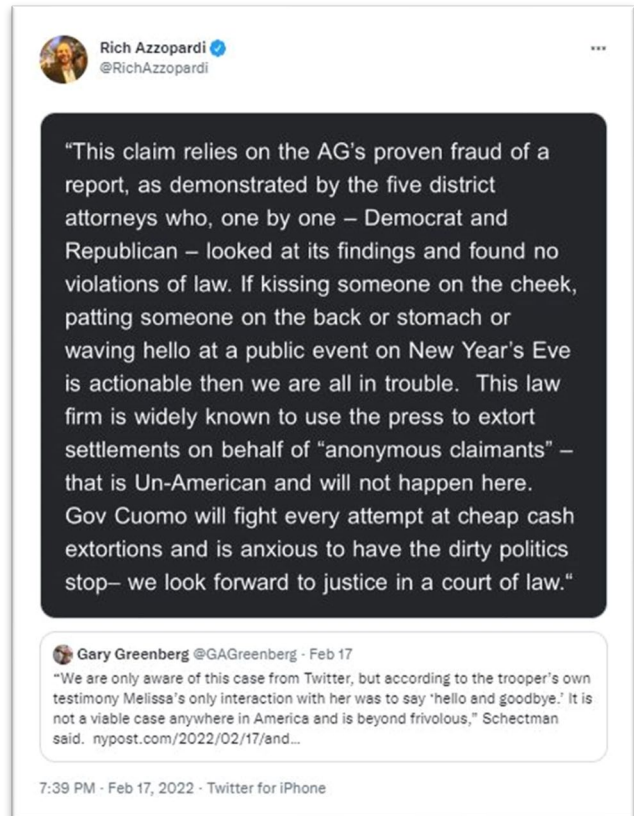 Rich Azzopardi
@RichAzzopardi
“This claim relies on the AG’s proven fraud of a
report, as demonstrated by the five district
attorneys who, one by one – Democrat and
Republican – looked at its findings and found no
violations of law. If kissing someone on the cheek,
patting someone on the back or stomach or
waving hello at a public event on New Year’s Eve
is actionable then we are all in trouble.  This law
firm is widely known to use the press to extort
settlements on behalf of “anonymous claimants” –
that is Un-American and will not happen here.
Gov Cuomo will fight every attempt at cheap cash
extortions and is anxious to have the dirty politics
stop– we look forward to justice in a court of law.“
Gary Greenberg @GAGreenberg · Feb 17
“We are only aware of this case from Twitter, but according to the trooper’s own
testimony Melissa’s only interaction with her was to say ‘hello and goodbye.’ It is
not a viable case anywhere in America and is beyond frivolous,” Schectman
said.  nypost.com/2022/02/17/and...
7:39 PM · Feb 17, 2022 · Twitter for iPhone